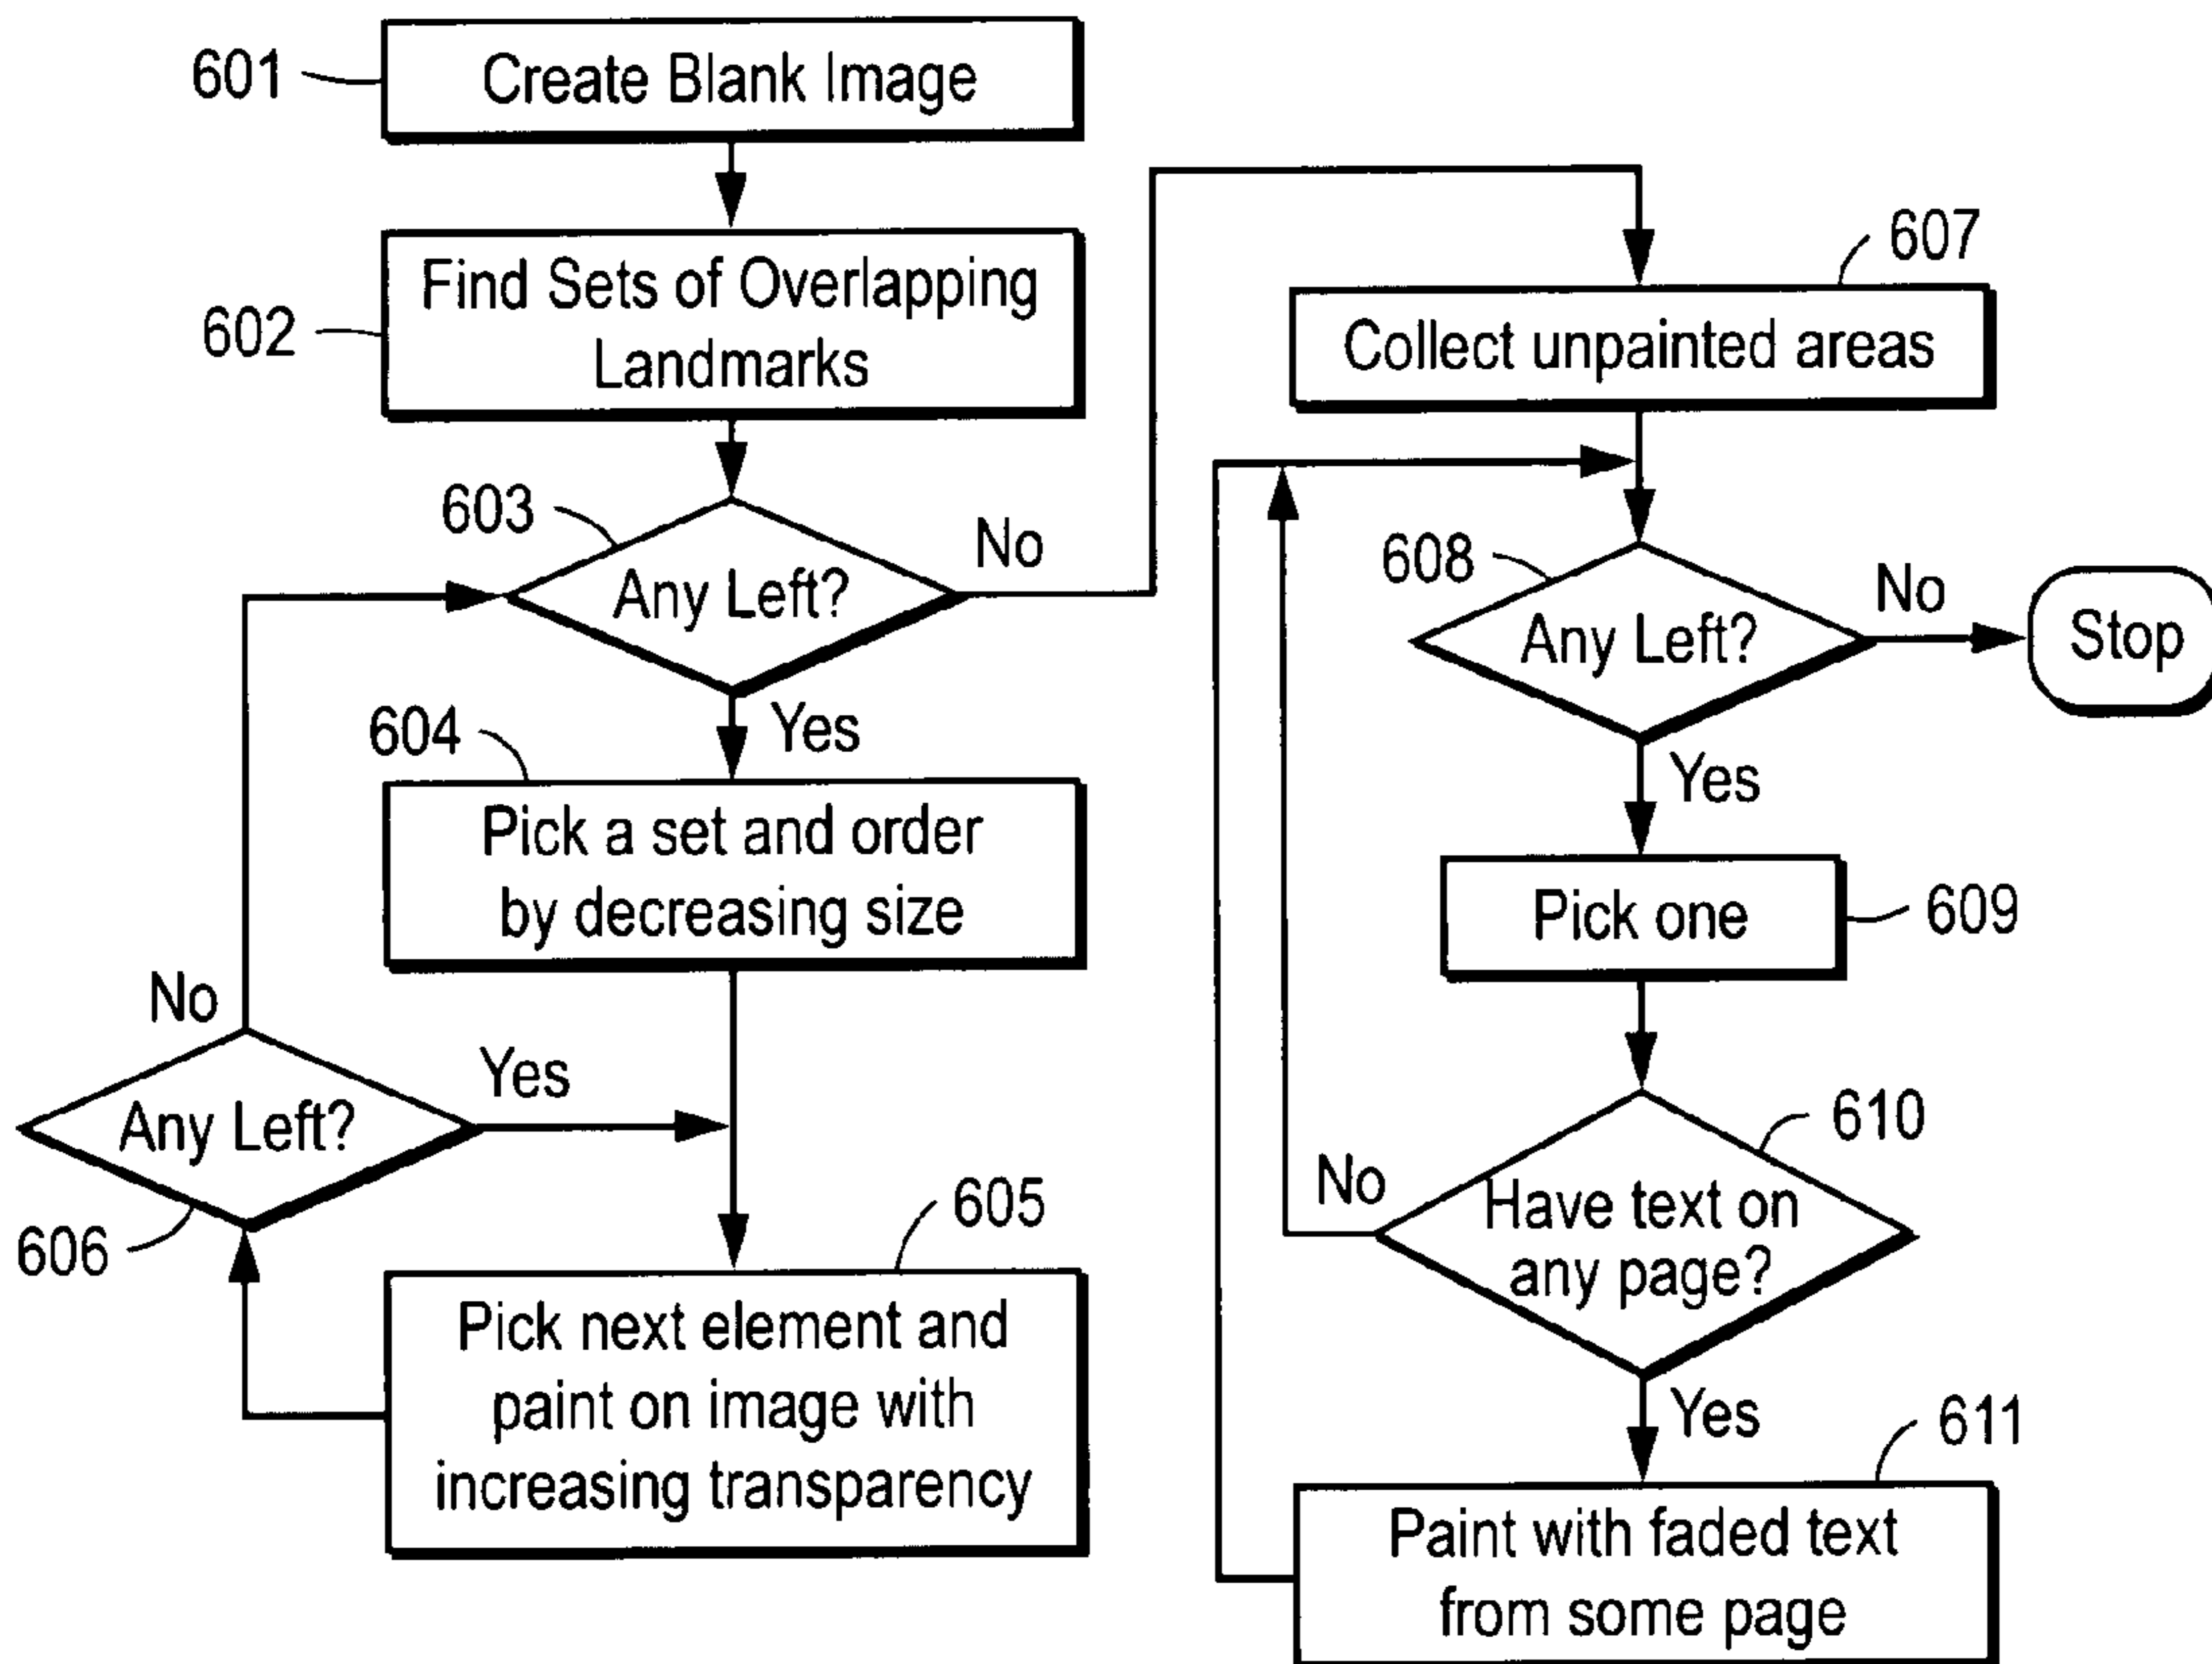 601
Create Blank Image
602
Find Sets of Overlapping
Landmarks
603
Any Left?
No
Yes
604
Pick a set and order
by decreasing size
No
Any Left?
Yes
606
605
Pick next element and
paint on image with
increasing transparency
607
Collect unpainted areas
608
Any Left?
No
Stop
Yes
Pick one
609
610
Have text on
any page?
No
Yes
611
Paint with faded text
from some page